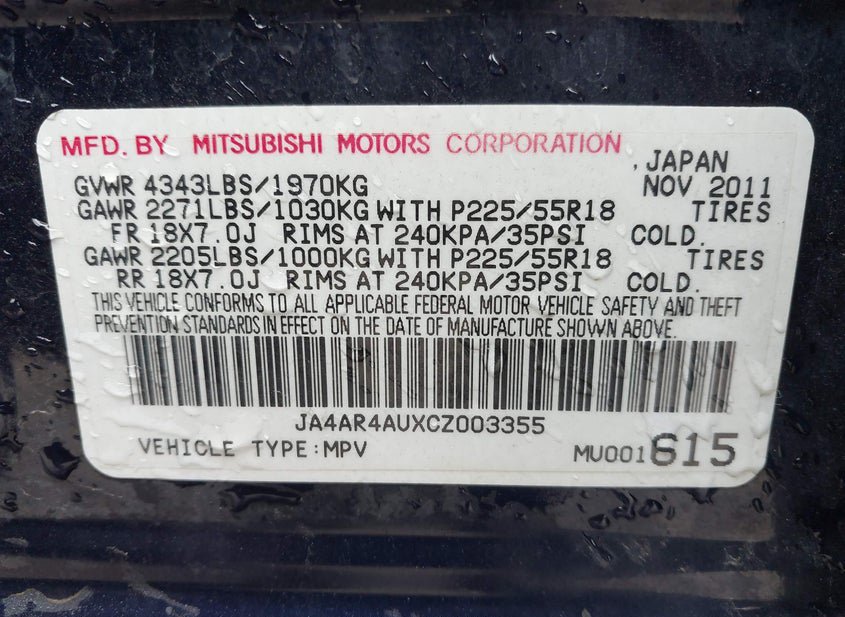 MFD. BY MITSUBISHI MOTORS CORPORATION
, JAPAN
GVWR 4343LBS/1970KG NOV 2011
GAWR 2271LBS/1030KG WITH P225/55R18 TIRES
FR 18X7.0J RIMS AT 240KPA/35PSI COLD.
GAWR 2205LBS/1000KG WITH P225/55R18 TIRES
RR 18X7.0J RIMS AT 240KPA/35PSI COLD.
THIS VEHICLE CONFORMS TO ALL APPLICABLE FEDERAL MOTOR VEHICLE SAFETY AND THEFT
PREVENTION STANDARDS IN EFFECT ON THE DATE OF MANUFACTURE SHOWN ABOVE.
JA4AR4AUXCZ003355
VEHICLE TYPE:MPV MU001615